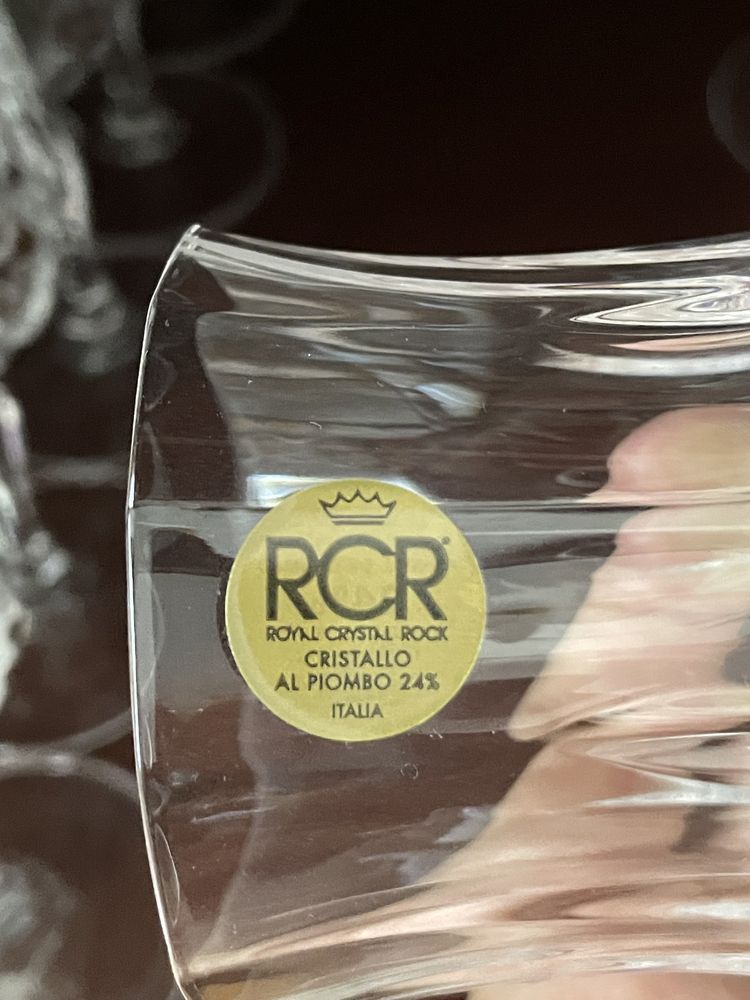 RCR®
ROYAL CRYSTAL ROCK
CRISTALLO
AL PIOMBO 24%
ITALIA